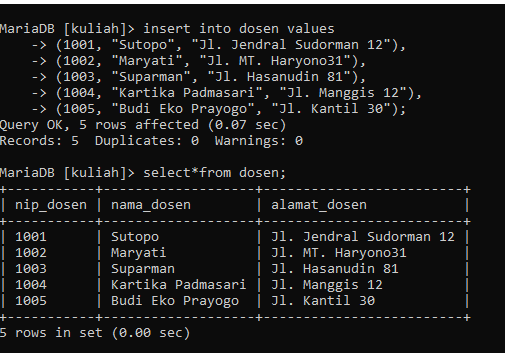 MariaDB [kuliah]> insert into dosen values
    -> (1001, "Sutopo", "Jl. Jendral Sudorman 12"),
    -> (1002, "Maryati", "Jl. MT. Haryono31"),
    -> (1003, "Suparman", "Jl. Hasanudin 81"),
    -> (1004, "Kartika Padmasari", "Jl. Manggis 12"),
    -> (1005, "Budi Eko Prayogo", "Jl. Kantil 30");
Query OK, 5 rows affected (0.07 sec)
Records: 5  Duplicates: 0  Warnings: 0

MariaDB [kuliah]> select*from dosen;
+-----------+-------------------+-------------------------+
| nip_dosen | nama_dosen        | alamat_dosen            |
+-----------+-------------------+-------------------------+
| 1001      | Sutopo            | Jl. Jendral Sudorman 12 |
| 1002      | Maryati           | Jl. MT. Haryono31       |
| 1003      | Suparman          | Jl. Hasanudin 81        |
| 1004      | Kartika Padmasari | Jl. Manggis 12          |
| 1005      | Budi Eko Prayogo  | Jl. Kantil 30           |
+-----------+-------------------+-------------------------+
5 rows in set (0.00 sec)